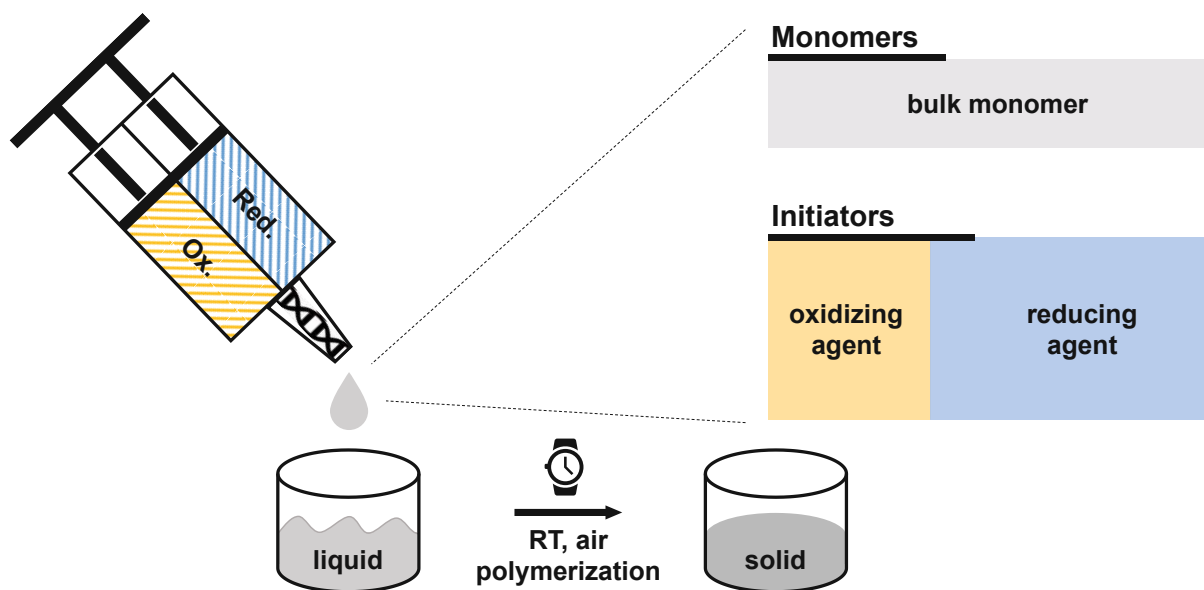 Monomers
bulk monomer
Red.
Ox.
Initiators
oxidizing
agent
reducing
agent
liquid
RT, air
polymerization
solid